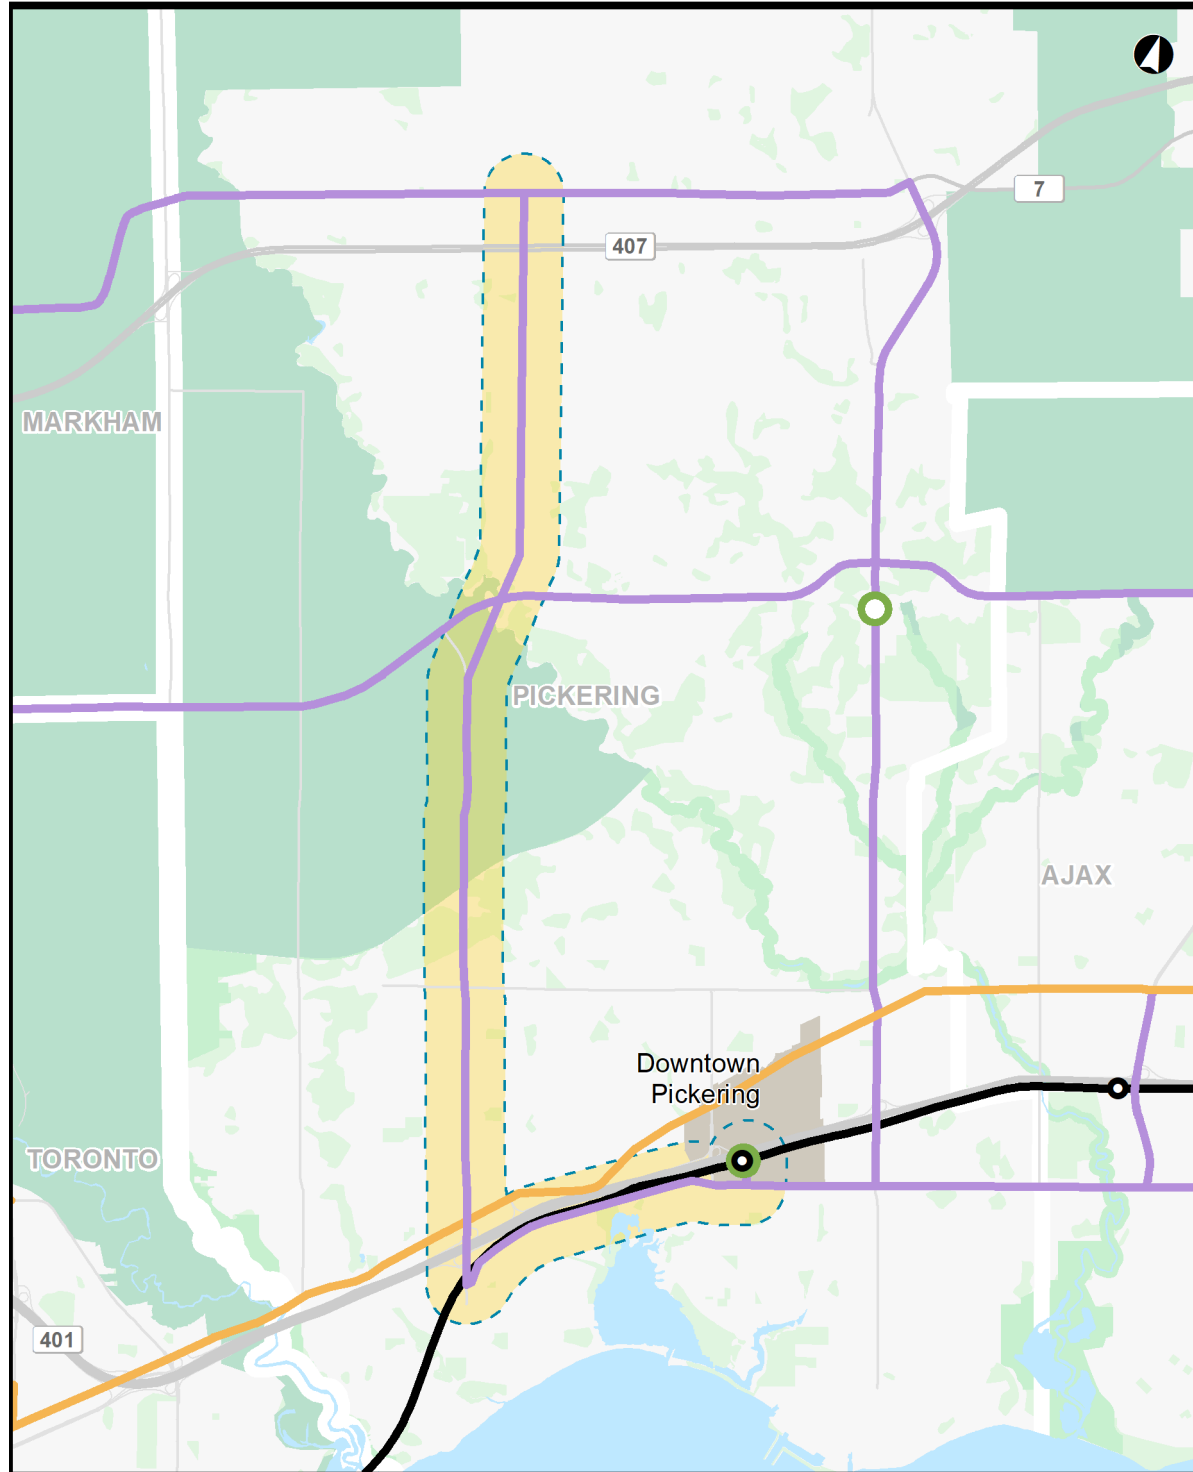 7
407
MARKHAM
PICKERING
AJAX
Downtown
Pickering
TORONTO
401